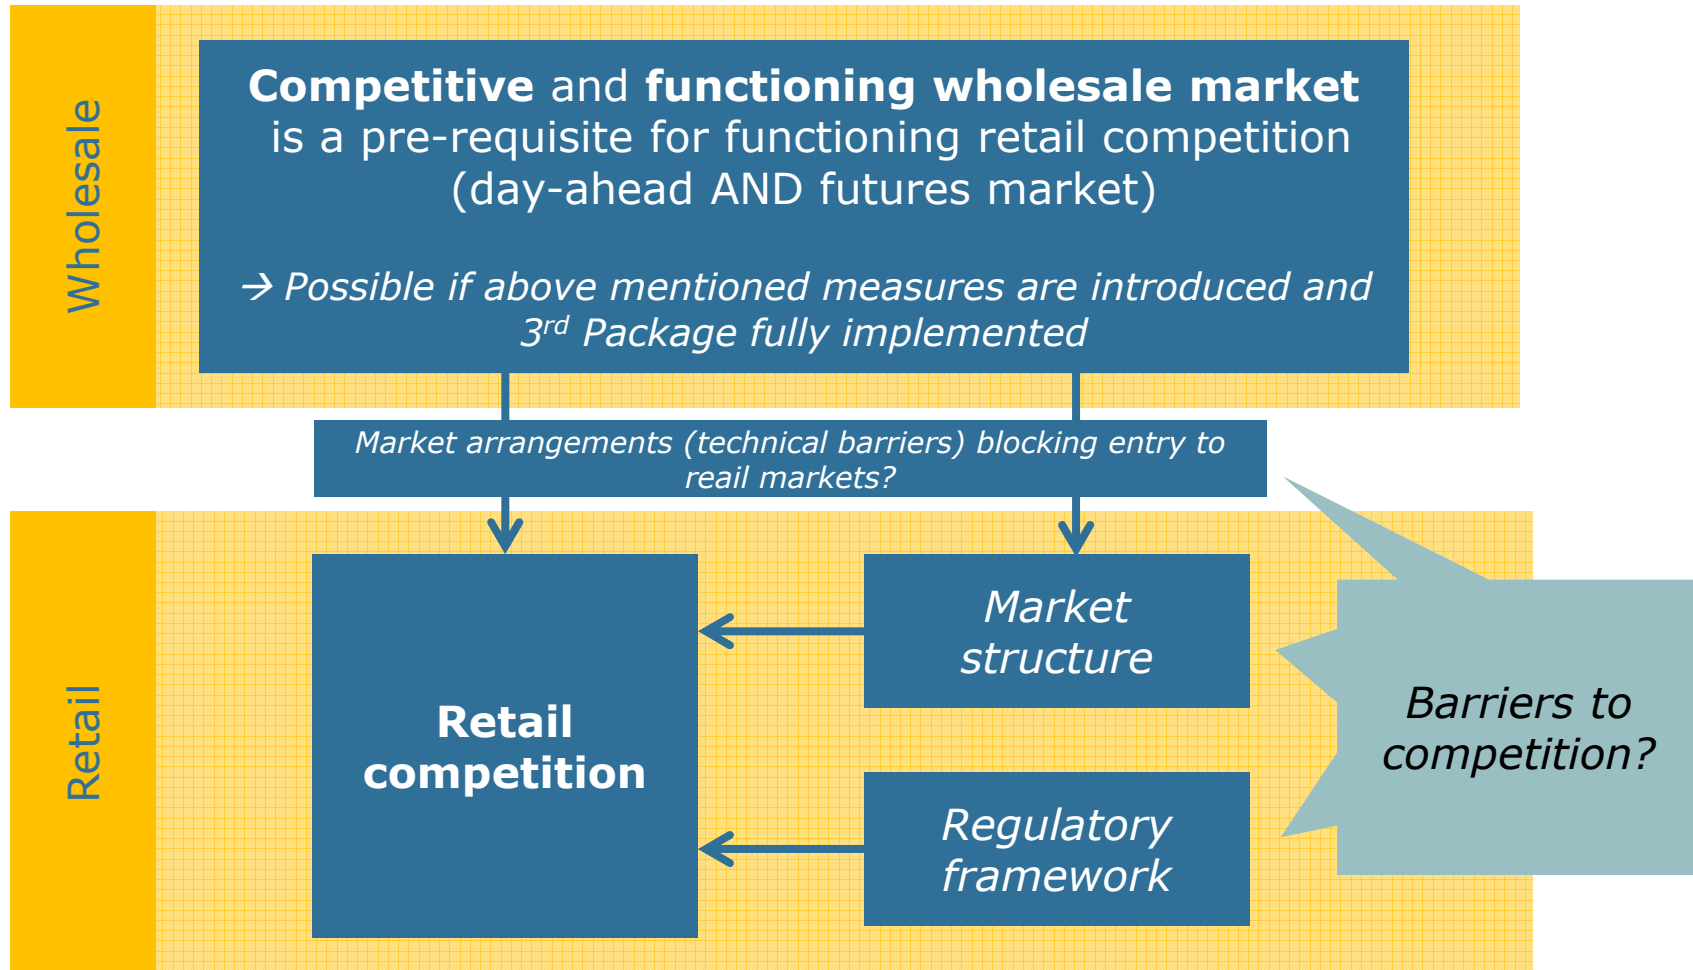 Wholesale
Competitive and functioning wholesale market
is a pre-requisite for functioning retail competition
(day-ahead AND futures market)
→ Possible if above mentioned measures are introduced and
3rd Package fully implemented
Market arrangements (technical barriers) blocking entry to
reail markets?
Retail
Retail
competition
Market
structure
Regulatory
framework
Barriers to
competition?